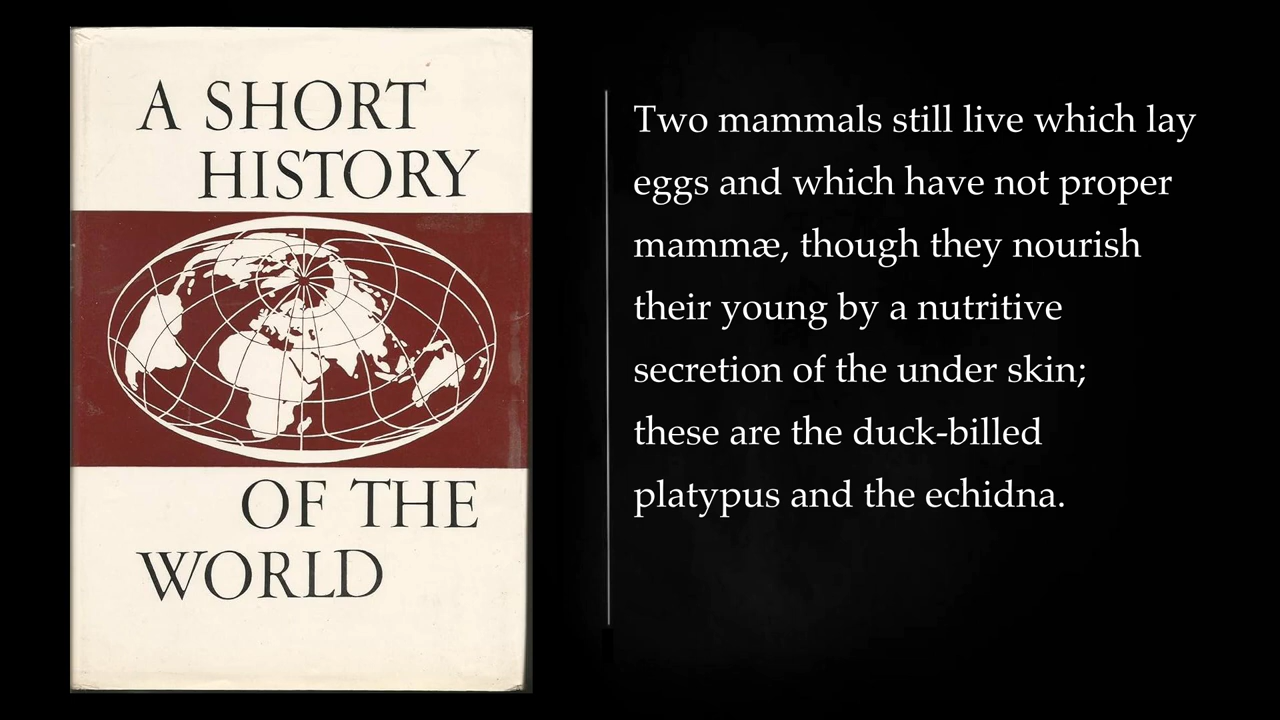 A SHORT
HISTORY
OF THE
WORLD
Two mammals still live which lay
eggs and which have not proper
mammæ, though they nourish
their young by a nutritive
secretion of the under skin;
these are the duck-billed
platypus and the echidna.